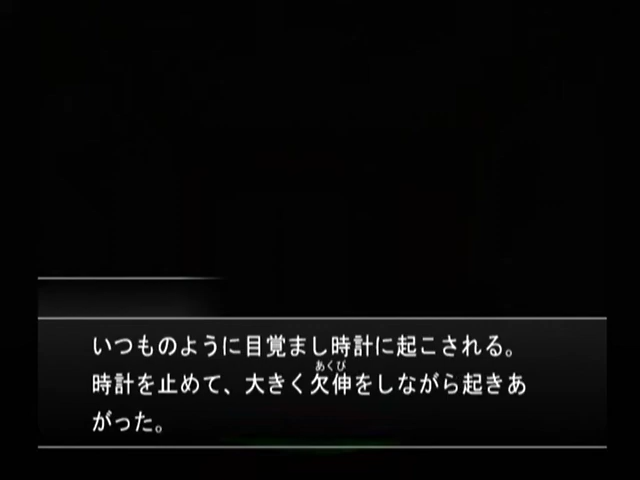 いつものように目覚まし時計に起こされる。
時計を止めて、大きく欠伸をしながら起きあ
がった。
あくび